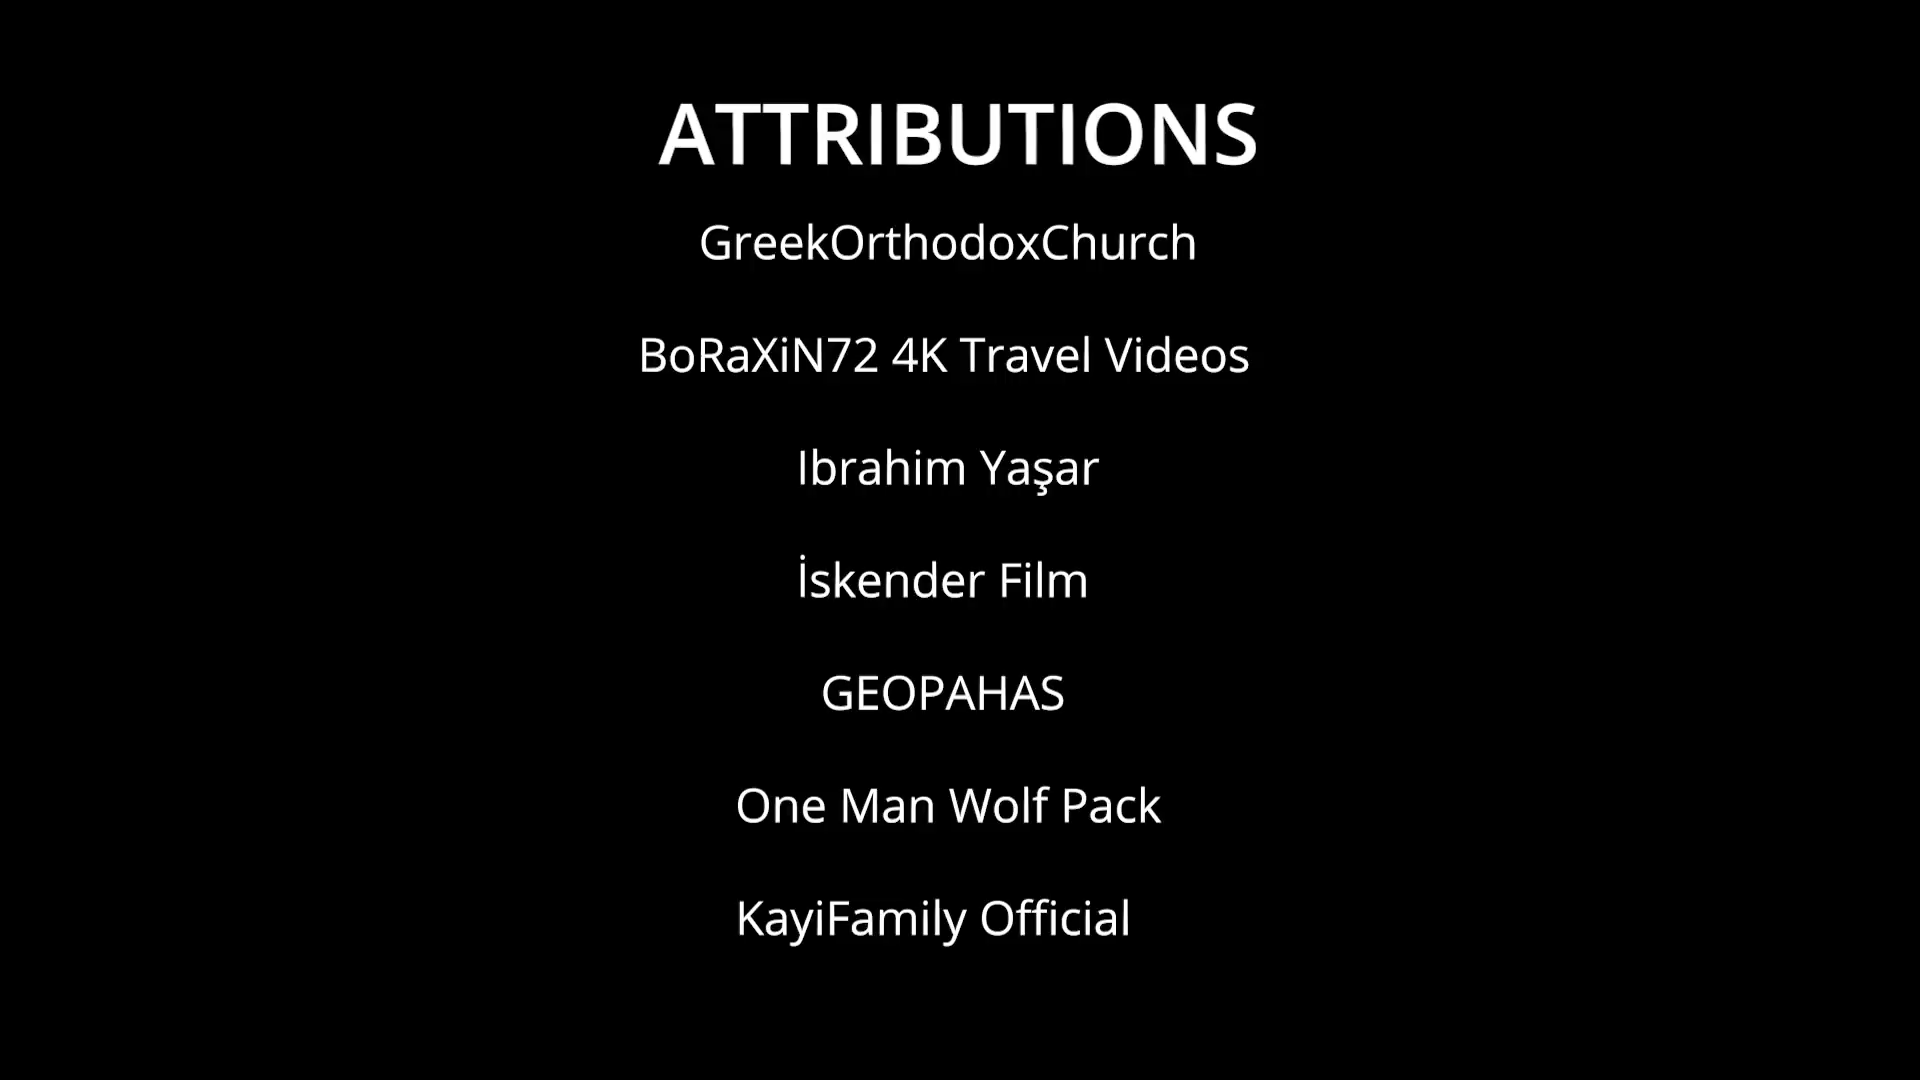 ATTRIBUTIONS
GreekOrthodoxChurch
BoRaXiN72 4K Travel Videos
Ibrahim Yaşar
İskender Film
GEOPAHAS
One Man Wolf Pack
KayiFamily Official